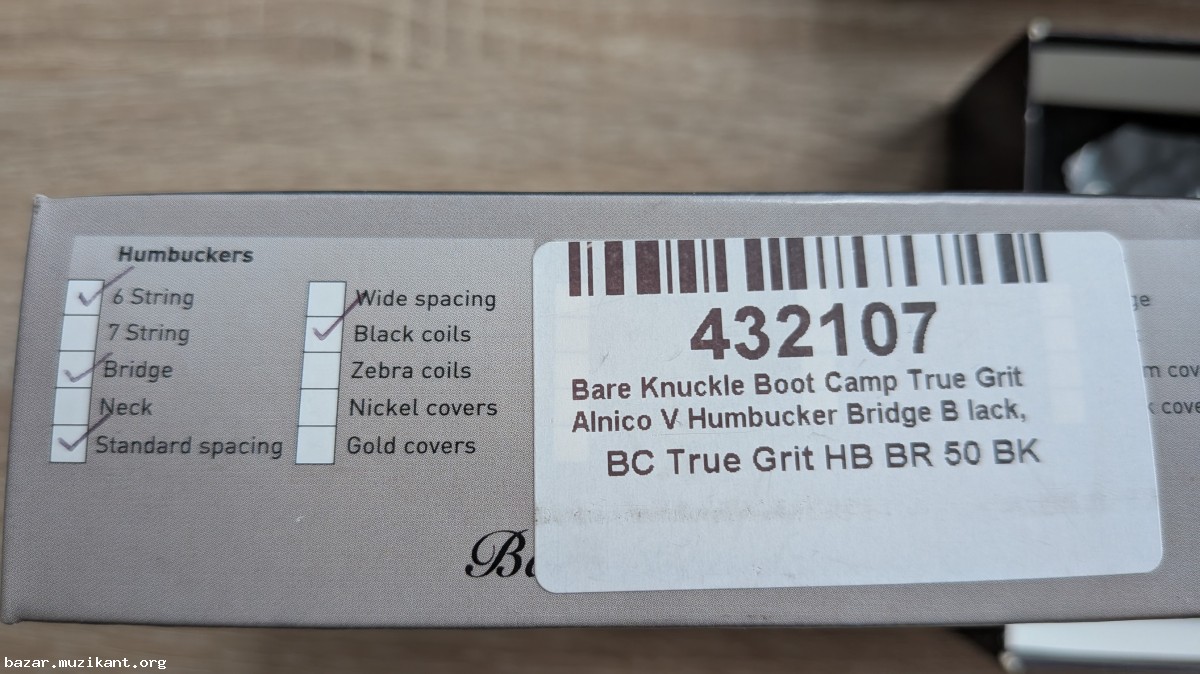 Humbuckers
6 String
7 String
Bridge
Neck
Standard spacing
Wide spacing
Black coils
Zebra coils
Nickel covers
Gold covers
432107
Bare Knuckle Boot Camp True Grit
Alnico V Humbucker Bridge B lack,
BC True Grit HB BR 50 BK
bazar.muzikant.org